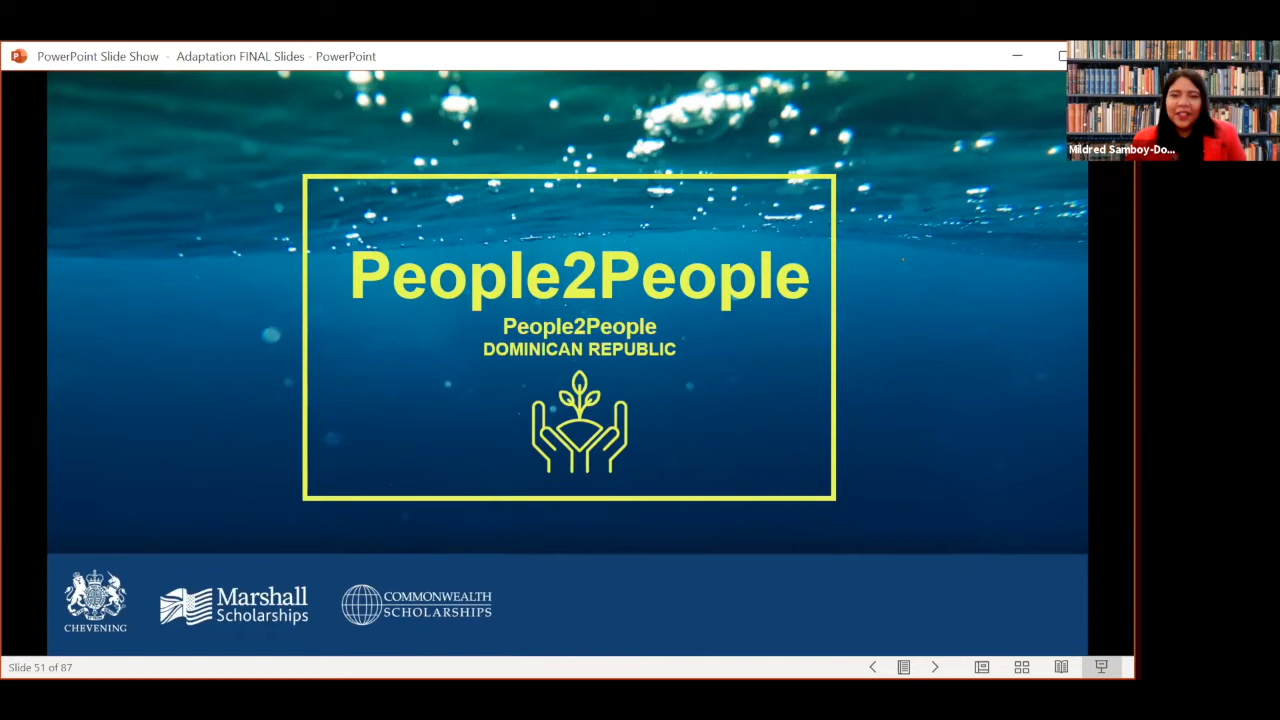 PowerPoint Slide Show - Adaptation FINAL Slides - PowerPoint
Mildred Samboy-Do...
People2People
People2People
DOMINICAN REPUBLIC
CHEVENING
Marshall
Scholarships
COMMONWEALTH
SCHOLARSHIPS
Slide 51 of 87